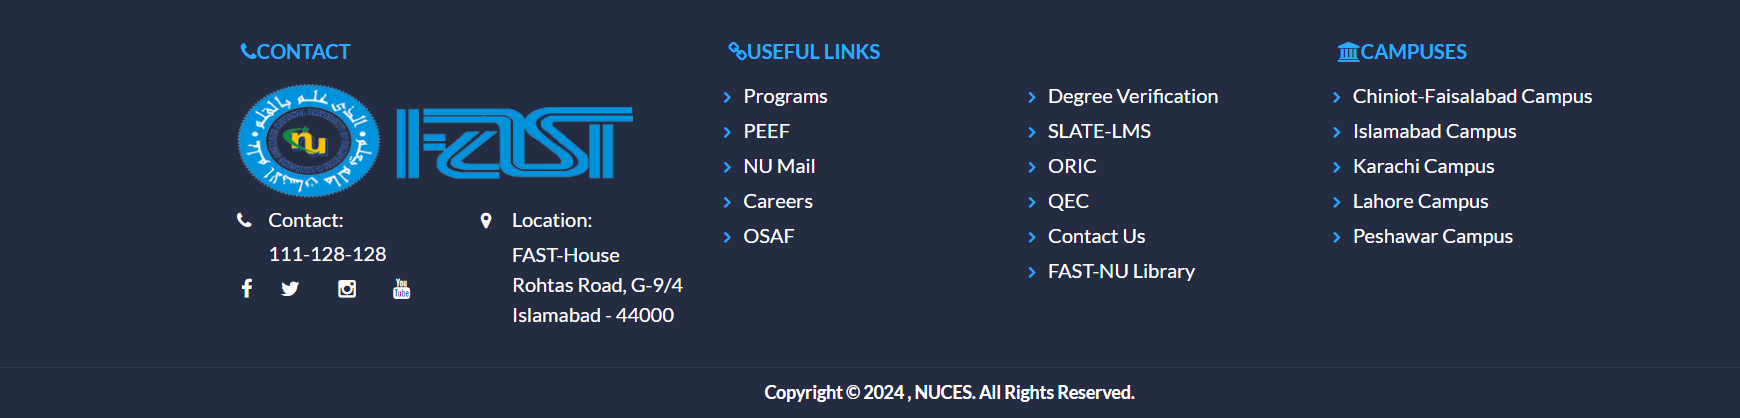 CONTACT
nu
FAST
Contact:
111-128-128
You
Tube
Location:
FAST-House
Rohtas Road, G-9/4
Islamabad - 44000
USEFUL LINKS
Programs
PEEF
NU Mail
Careers
OSAF
Degree Verification
SLATE-LMS
ORIC
QEC
Contact Us
FAST-NU Library
CAMPUSES
Chiniot-Faisalabad Campus
Islamabad Campus
Karachi Campus
Lahore Campus
Peshawar Campus
Copyright © 2024 , NUCES. All Rights Reserved.